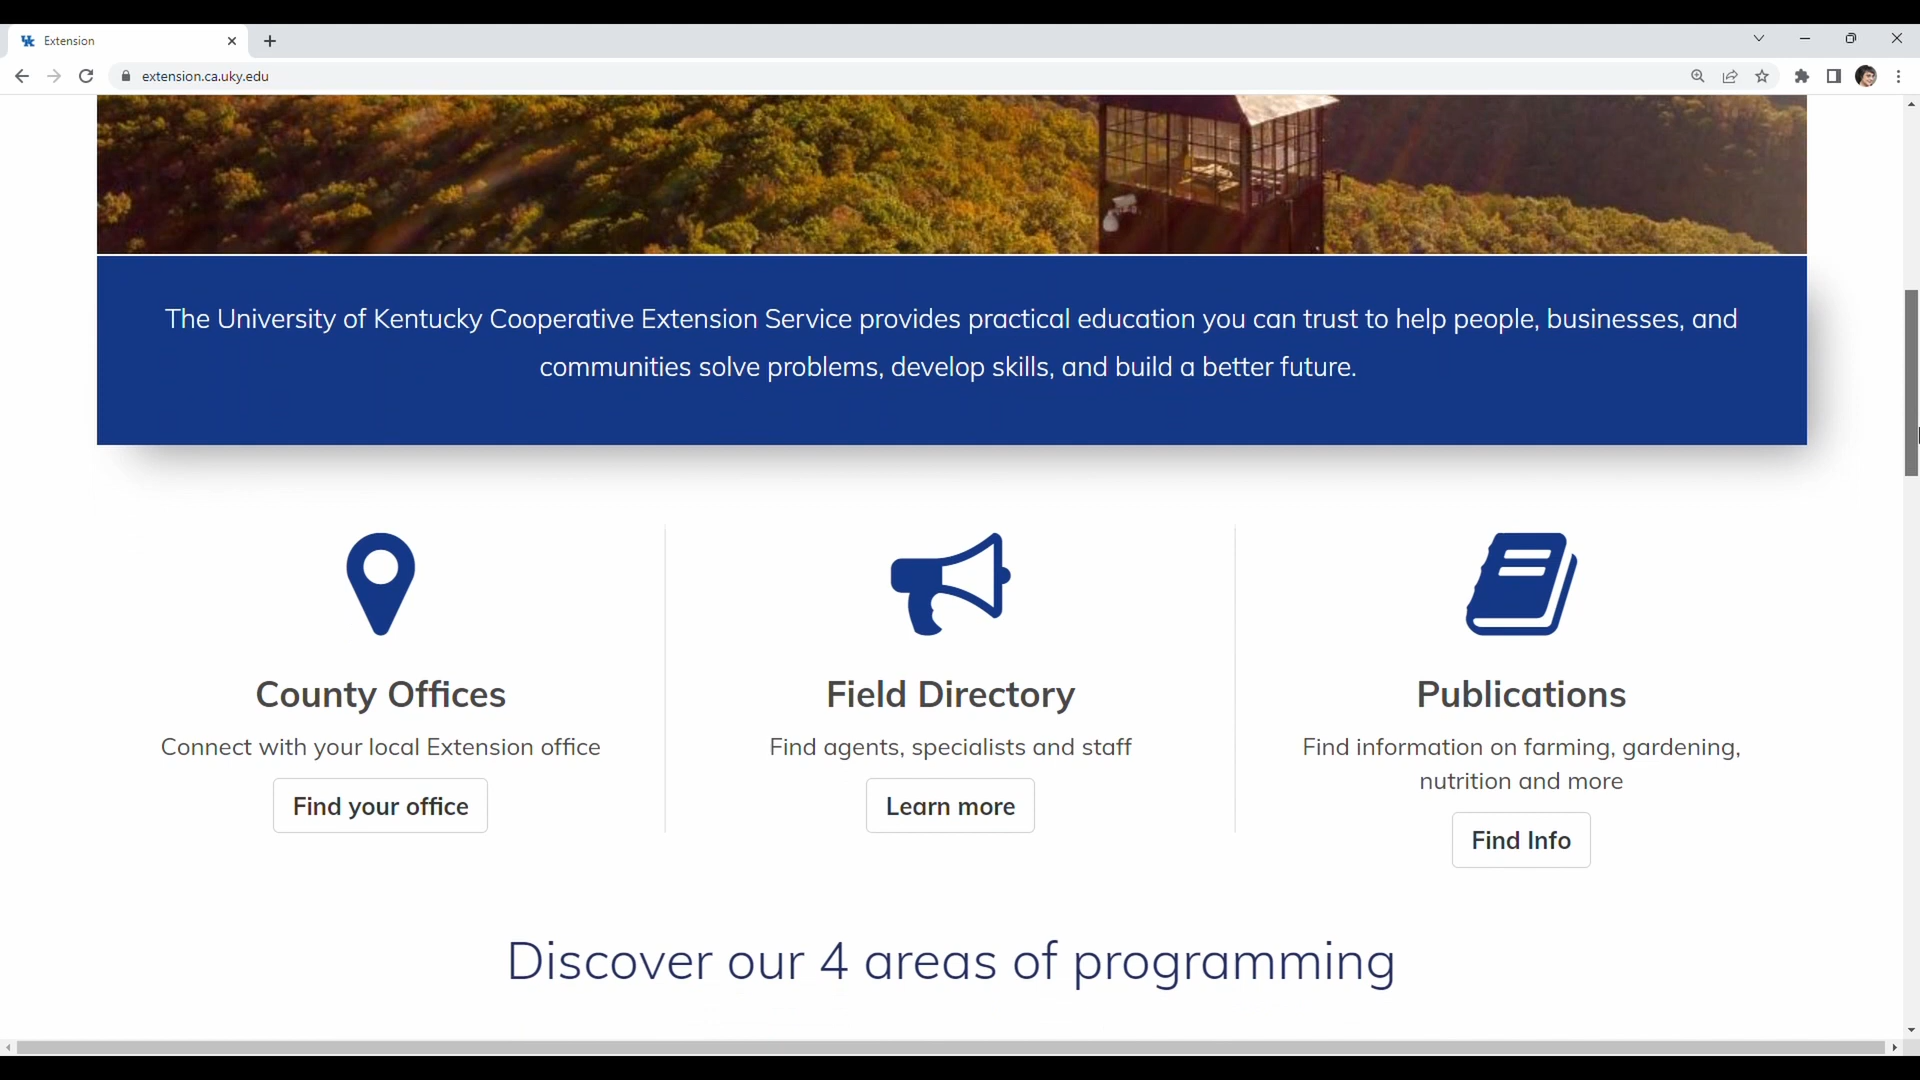 Extension
extension.ca.uky.edu
The University of Kentucky Cooperative Extension Service provides practical education you can trust to help people, businesses, and
communities solve problems, develop skills, and build a better future.
County Offices
Connect with your local Extension office
Find your office
Field Directory
Find agents, specialists and staff
Learn more
Publications
Find information on farming, gardening,
nutrition and more
Find Info
Discover our 4 areas of programming